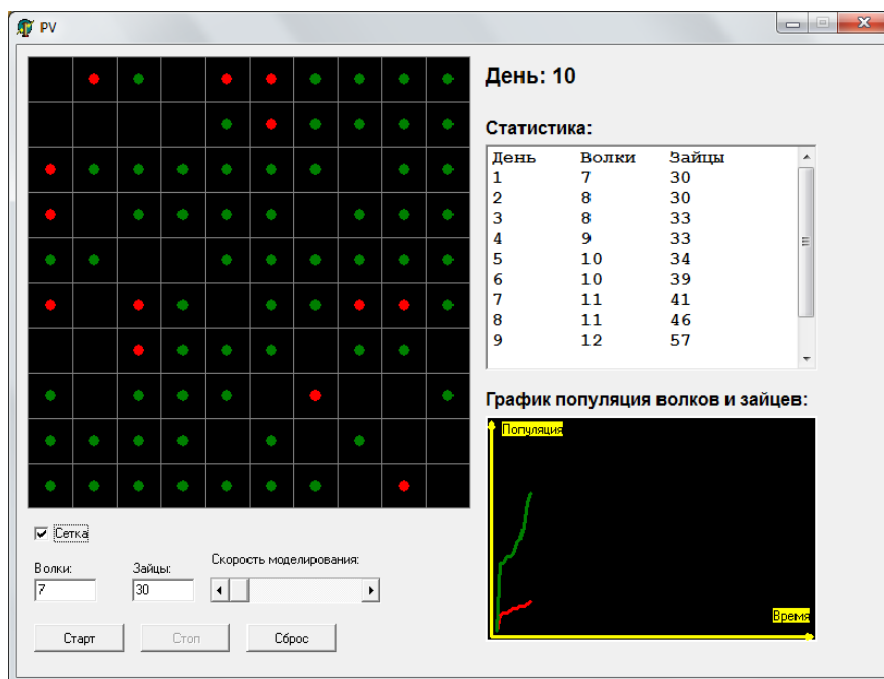 PV
День: 10
Статистика:
День Волки Зайцы
1 7 30
2 8 30
3 8 33
4 9 33
5 10 34
6 10 39
7 11 41
8 11 46
9 12 57
График популяция волков и зайцев:
Популяция
Время
Сетка
Волки: Зайцы: Скорость моделирования:
7 30
Старт Стоп Сброс